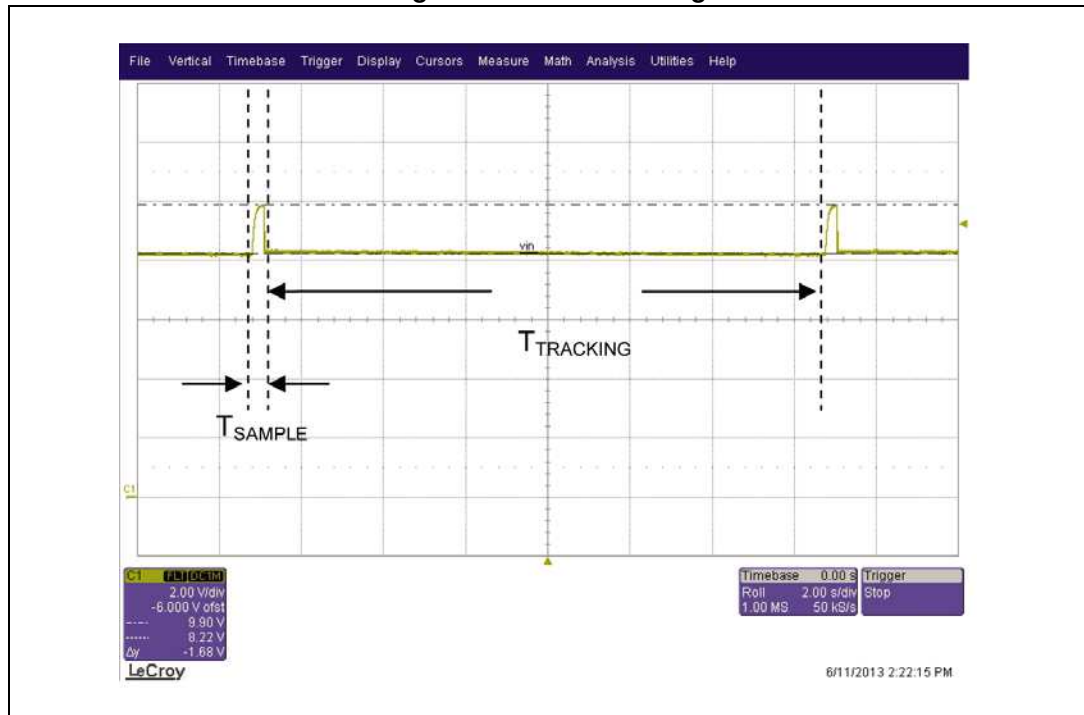 File Vertical Timebase Trigger Display Cursors Measure Math Analysis Utilities Help
vin
TTRACKING
TSAMPLE
C1
C1 FLT DC1M
2.00 V/div
-6.000 V ofst
9.90 V
8.22 V
Δy -1.68 V
Timebase 0.00 s
Roll 2.00 s/div
1.00 MS 50 kS/s
Trigger
Stop
LeCroy
6/11/2013 2:22:15 PM